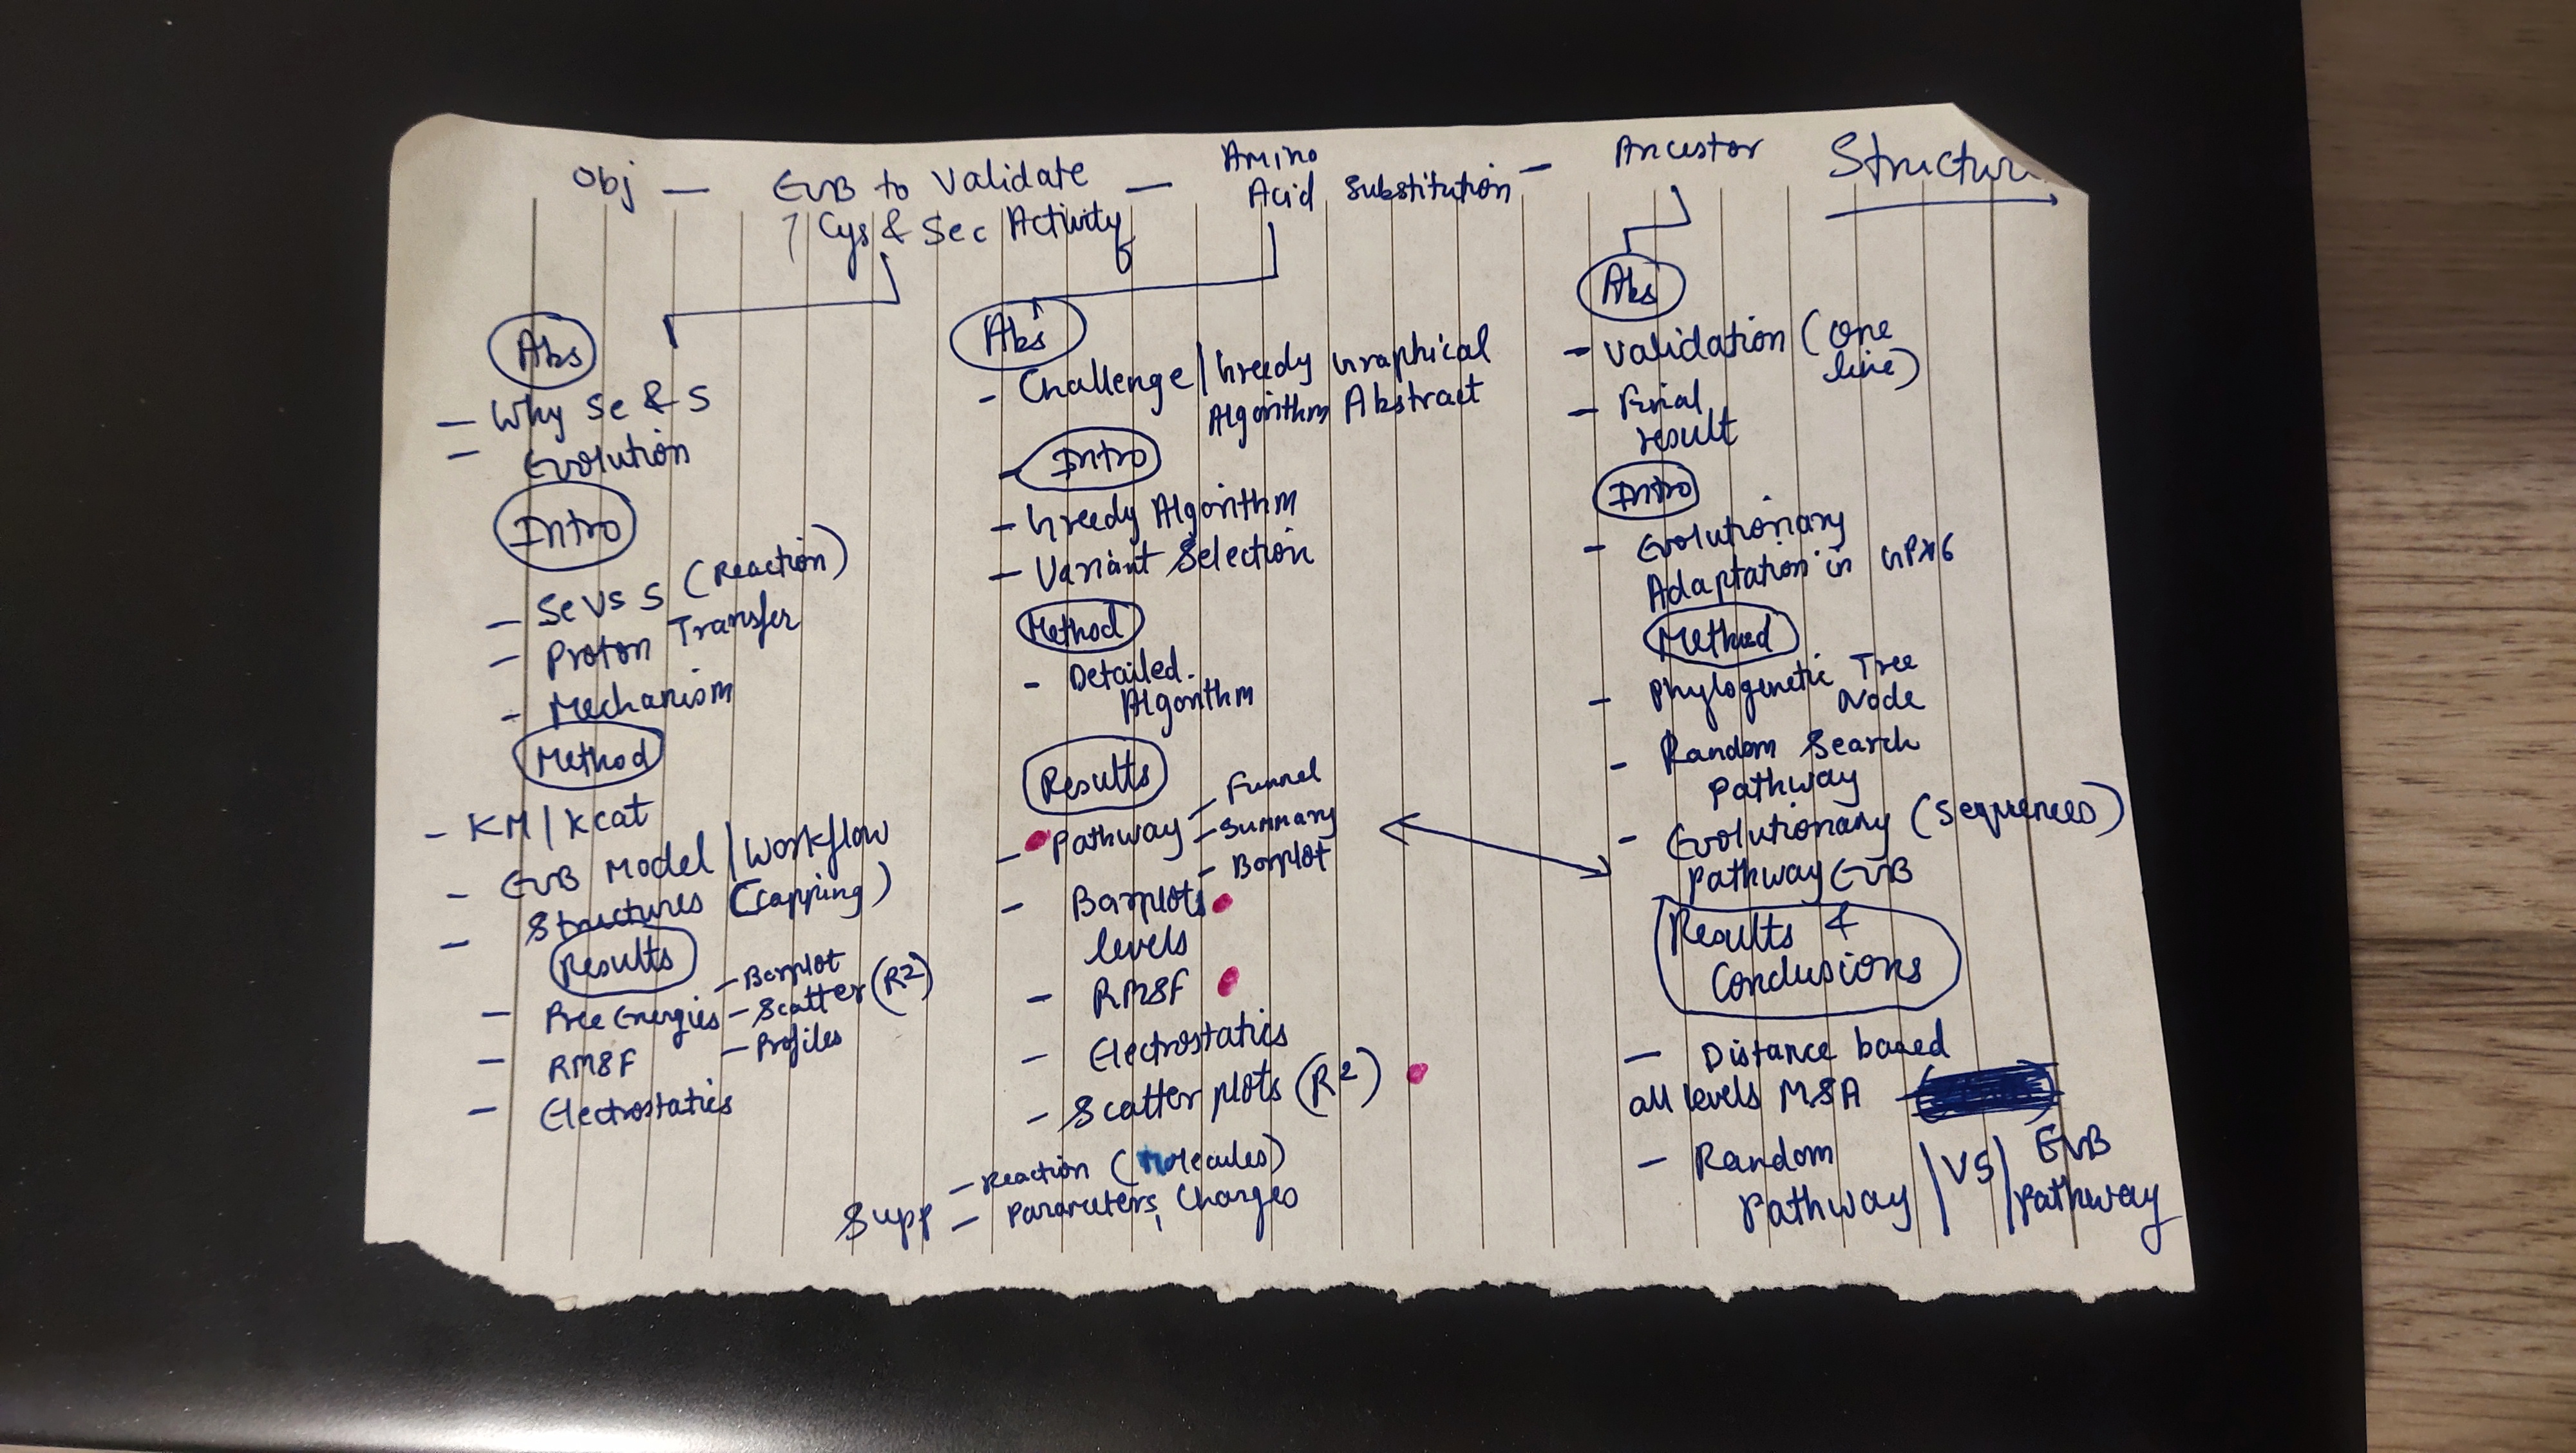 Structure
Obj — EVB to Validate — Amino Acid Substitution — Ancestor
↑ Cys & Sec Activity
Abs
— Why Se & S
— Evolution
Intro
— Se vs S (Reaction)
— Proton Transfer
— Mechanism
Method
— KM/Kcat
— EVB Model/Workflow
— Structures (Capping)
Results
— Free Energies — Barplot
— Scatter (R²)
— Profiles
— RMSF
— Electrostatics
Abs
- Challenge/Greedy Graphical
Algorithm Abstract
- Intro
- Greedy Algorithm
- Variant Selection
Method
- Detailed
Algorithm
Results
- Pathway - Funnel
- Summary
- Barplot
- Barplots
levels
- RMSF
- Electrostatics
- Scatter plots (R²)
Supp - Reaction (Molecules)
- Parameters, Charges
Abs
- Validation (One
line)
- Final
result
Intro
- Evolutionary
Adaptation in GPX6
Method
- Phylogenetic Tree
Node
- Random Search
Pathway
- Evolutionary (Sequences)
Pathway EVB
Results &
Conclusions
- Distance based
all levels MSA
- Random
Pathway | VS | EVB
Pathway